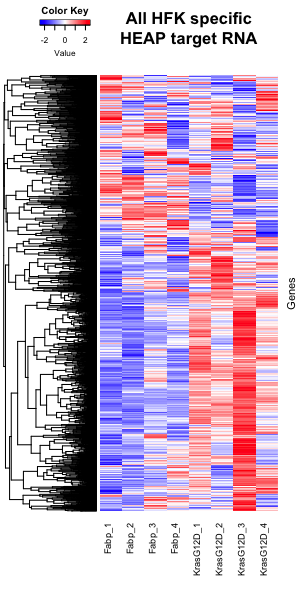 Color Key
-2 0 2
Value
All HFK specific
HEAP target RNA
Genes
Fabp_1
Fabp_2
Fabp_3
Fabp_4
KrasG12D_1
KrasG12D_2
KrasG12D_3
KrasG12D_4